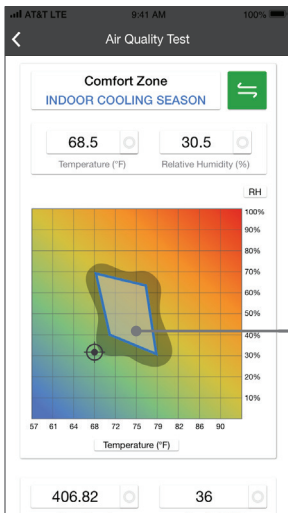 AT&T LTE 9:41 AM 100%
Air Quality Test
Comfort Zone
INDOOR COOLING SEASON
68.5 30.5
Temperature (°F) Relative Humidity (%)
RH
100%
90%
80%
70%
60%
50%
40%
30%
20%
10%
57 61 64 68 72 75 79 82 86 90
Temperature (°F)
406.82 36